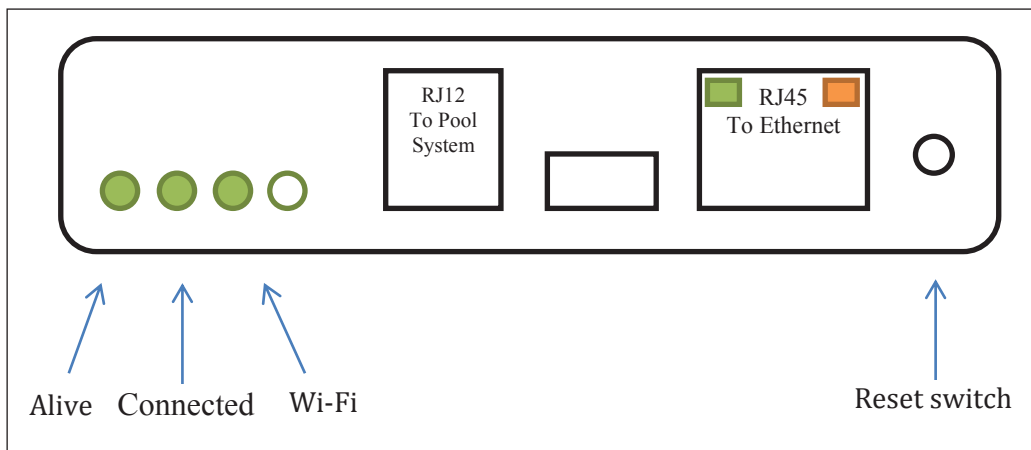 RJ12
To Pool
System
RJ45
To Ethernet
Alive
Connected
Wi-Fi
Reset switch